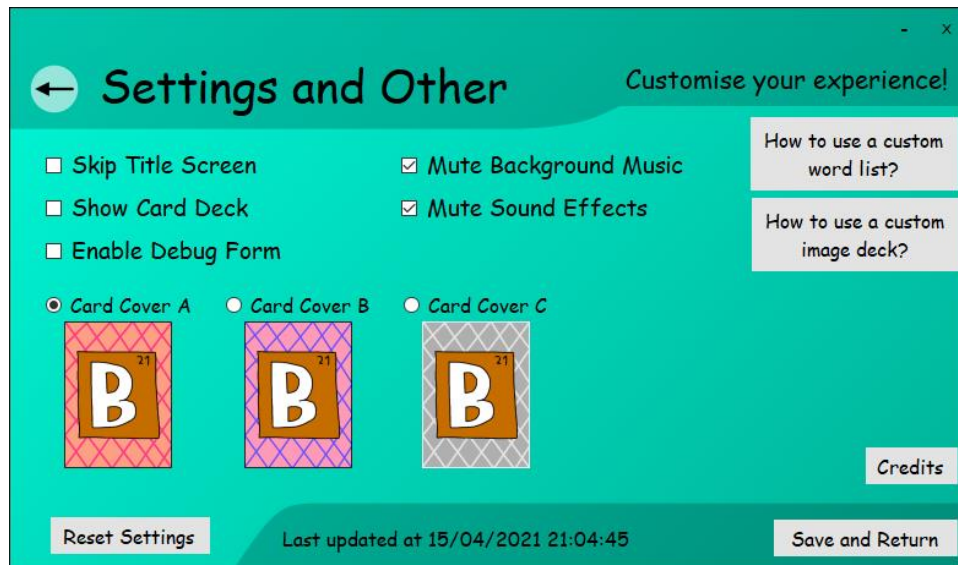 - x
Settings and Other
Customise your experience!
How to use a custom
word list?
Skip Title Screen
Mute Background Music
Show Card Deck
Mute Sound Effects
How to use a custom
image deck?
Enable Debug Form
Card Cover A
Card Cover B
Card Cover C
21
B
21
B
21
B
Credits
Reset Settings
Last updated at 15/04/2021 21:04:45
Save and Return